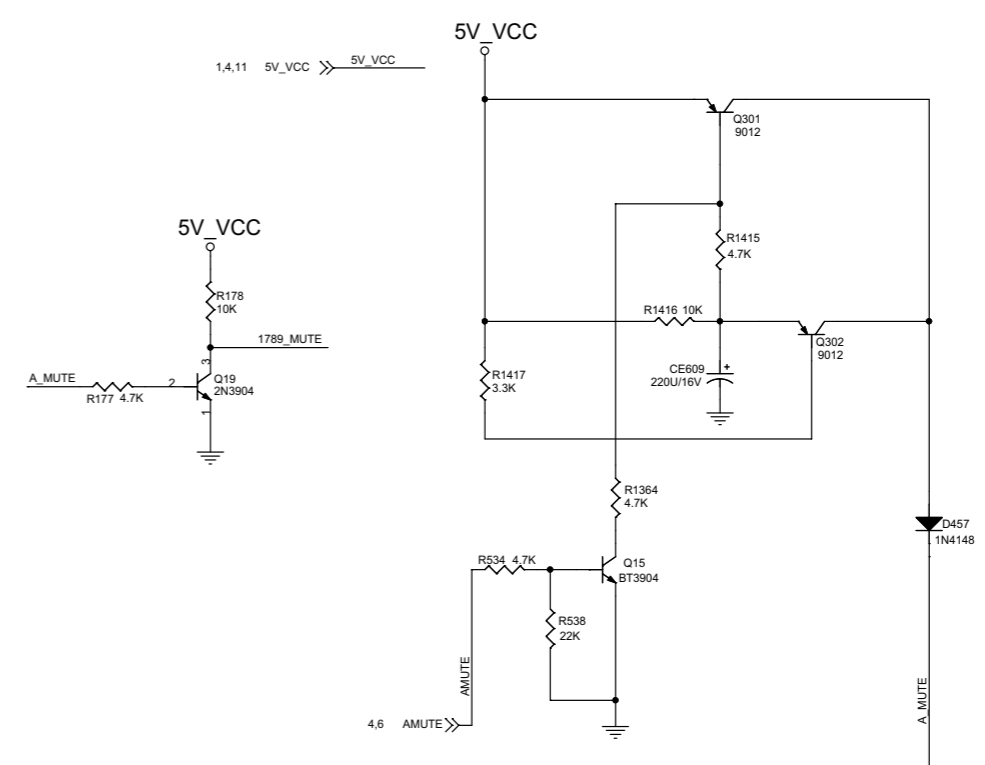 5V_VCC
1,4,11 5V_VCC 5V_VCC
Q301
9012
5V_VCC
R1415
4.7K
R178
10K
R1416 10K
1789_MUTE
Q302
9012
3
A_MUTE
2
Q19
2N3904
R177 4.7K
1
R1417
3.3K
CE609
220U/16V
+
R1364
4.7K
D457
1N4148
R534 4.7K
Q15
BT3904
R538
22K
AMUTE
A_MUTE
4,6 AMUTE